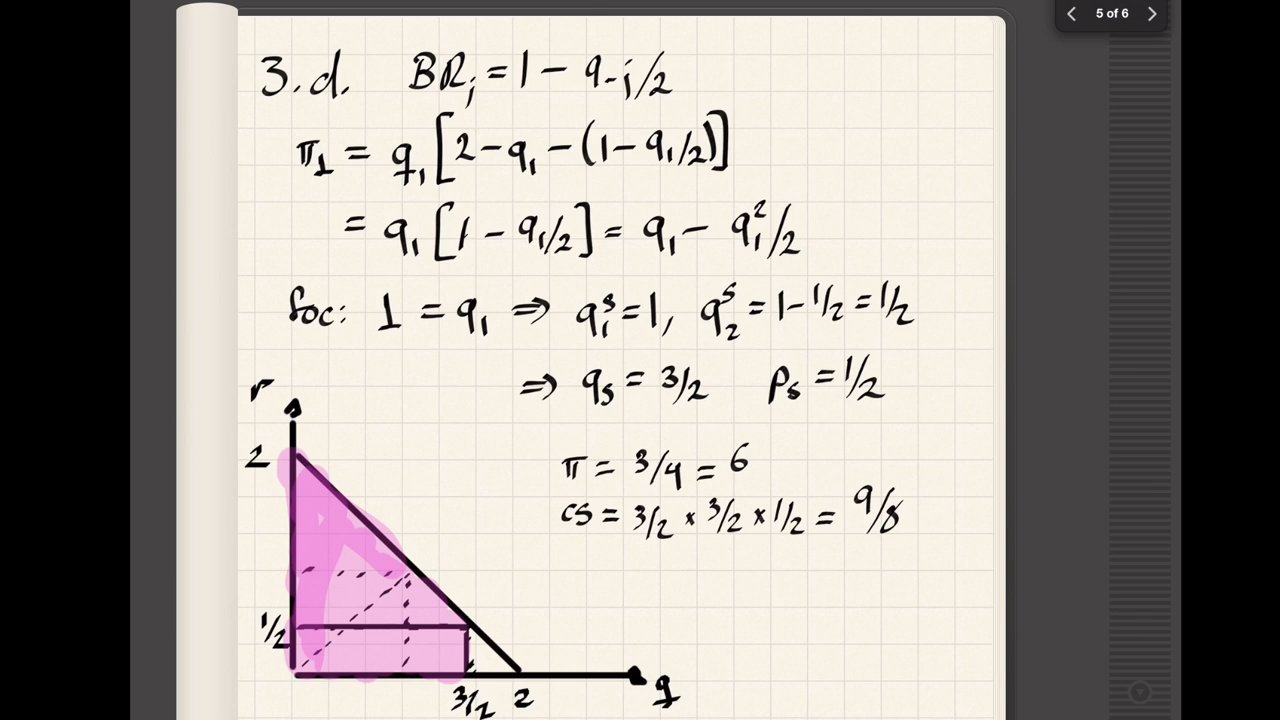 5 of 6
3.d. BRᵢ = 1 - q₋ᵢ/2
π₁ = q₁[2-q₁-(1-q₁/2)]
= q₁[1 - q₁/2] = q₁ - q₁²/2
foc: 1 = q₁ ⇒ q₁ˢ = 1, q₂ˢ = 1-1/2 = 1/2
⇒ qₛ = 3/2 pₛ = 1/2
2
π = 3/4 = 6
CS = 3/2 × 3/2 × 1/2 = 9/8
1/2
3/2 2 q